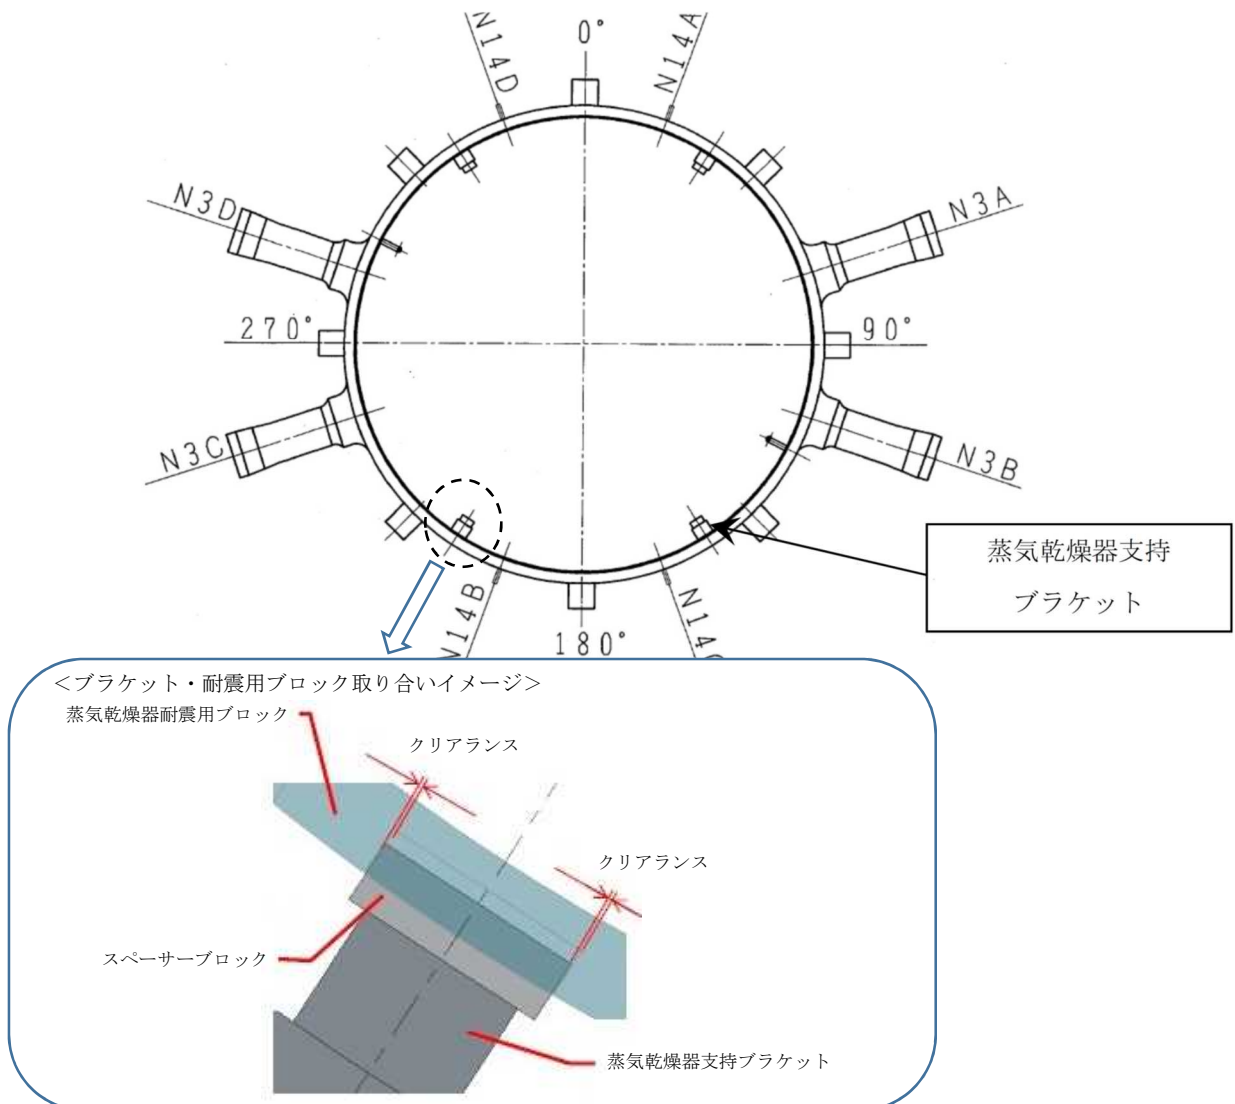 N14D
0°
N14A
N3D
N3A
270°
90°
N3C
N3B
蒸気乾燥器支持
ブラケット
N14B
180°
N14C
＜ブラケット・耐震用ブロック取り合いイメージ＞
蒸気乾燥器耐震用ブロック
クリアランス
クリアランス
スペーサーブロック
蒸気乾燥器支持ブラケット